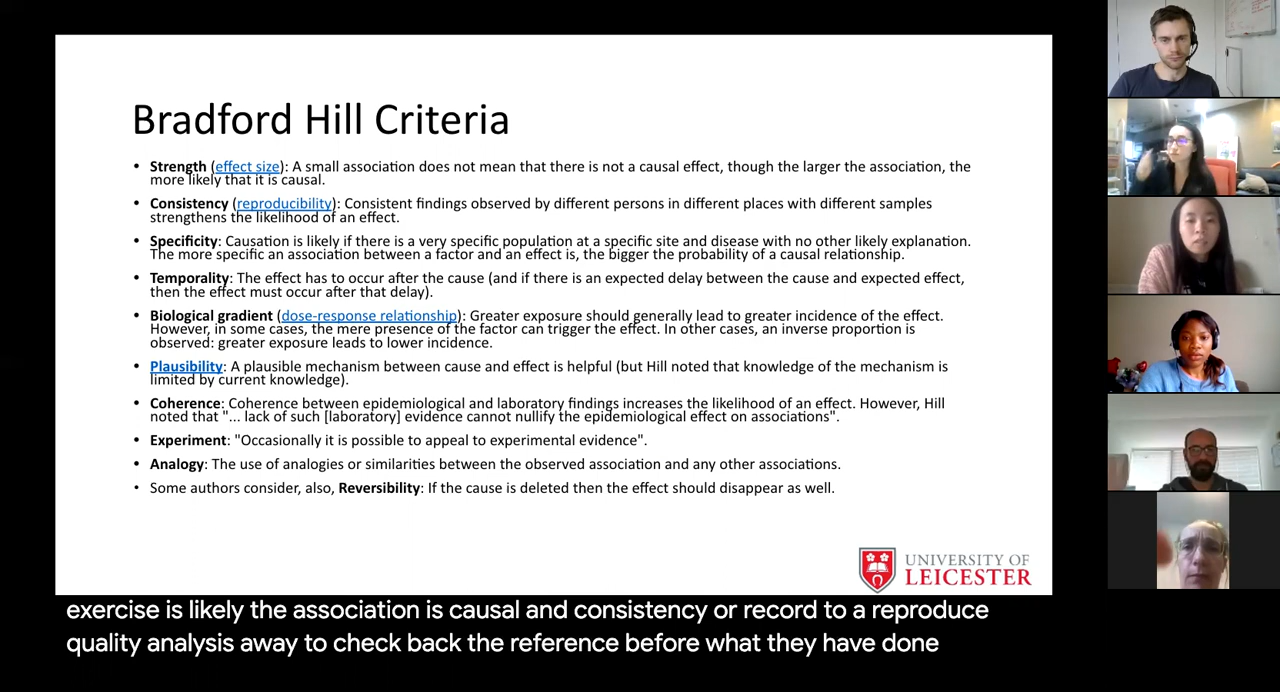 Bradford Hill Criteria
• Strength (effect size): A small association does not mean that there is not a causal effect, though the larger the association, the
more likely that it is causal.
• Consistency (reproducibility): Consistent findings observed by different persons in different places with different samples
strengthens the likelihood of an effect.
• Specificity: Causation is likely if there is a very specific population at a specific site and disease with no other likely explanation.
The more specific an association between a factor and an effect is, the bigger the probability of a causal relationship.
• Temporality: The effect has to occur after the cause (and if there is an expected delay between the cause and expected effect,
then the effect must occur after that delay).
• Biological gradient (dose-response relationship): Greater exposure should generally lead to greater incidence of the effect.
However, in some cases, the mere presence of the factor can trigger the effect. In other cases, an inverse proportion is
observed: greater exposure leads to lower incidence.
• Plausibility: A plausible mechanism between cause and effect is helpful (but Hill noted that knowledge of the mechanism is
limited by current knowledge).
• Coherence: Coherence between epidemiological and laboratory findings increases the likelihood of an effect. However, Hill
noted that "... lack of such [laboratory] evidence cannot nullify the epidemiological effect on associations".
• Experiment: "Occasionally it is possible to appeal to experimental evidence".
• Analogy: The use of analogies or similarities between the observed association and any other associations.
• Some authors consider, also, Reversibility: If the cause is deleted then the effect should disappear as well.
UNIVERSITY OF
LEICESTER
exercise is likely the association is causal and consistency or record to a reproduce
quality analysis away to check back the reference before what they have done